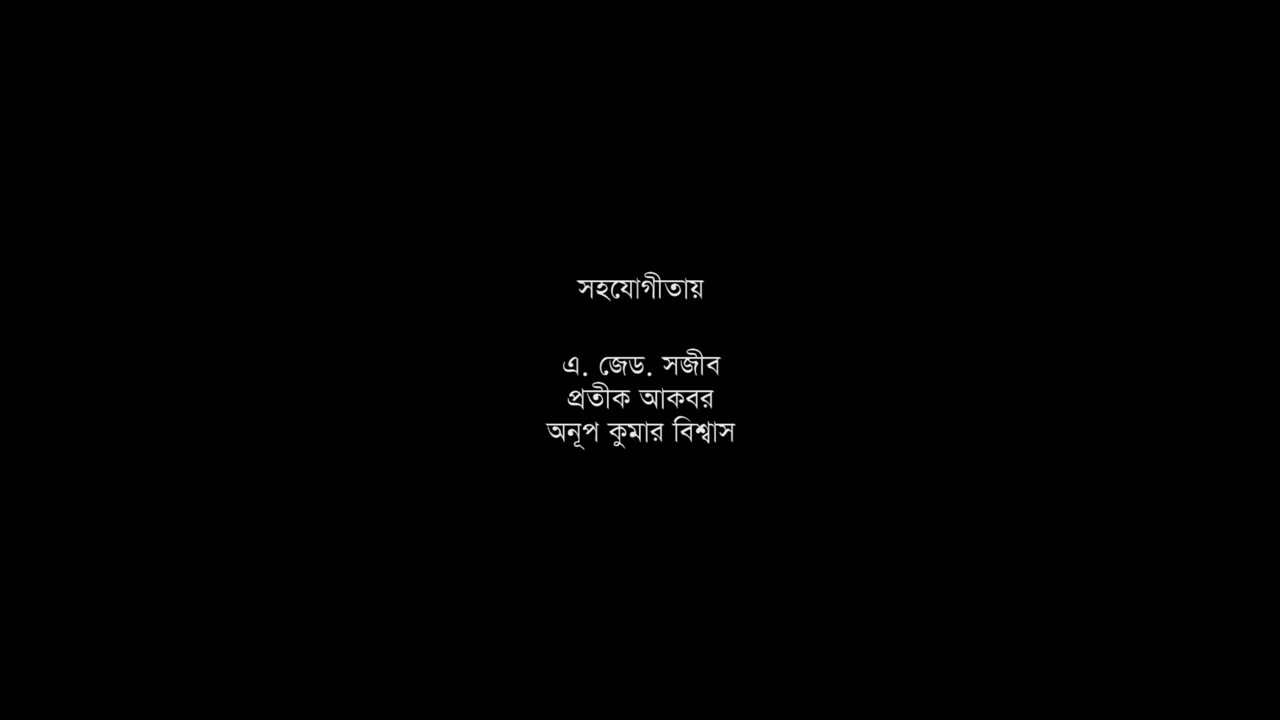 সহযোগীতায়
এ. জেড. সজীব
প্রতীক আকবর
অনূপ কুমার বিশ্বাস